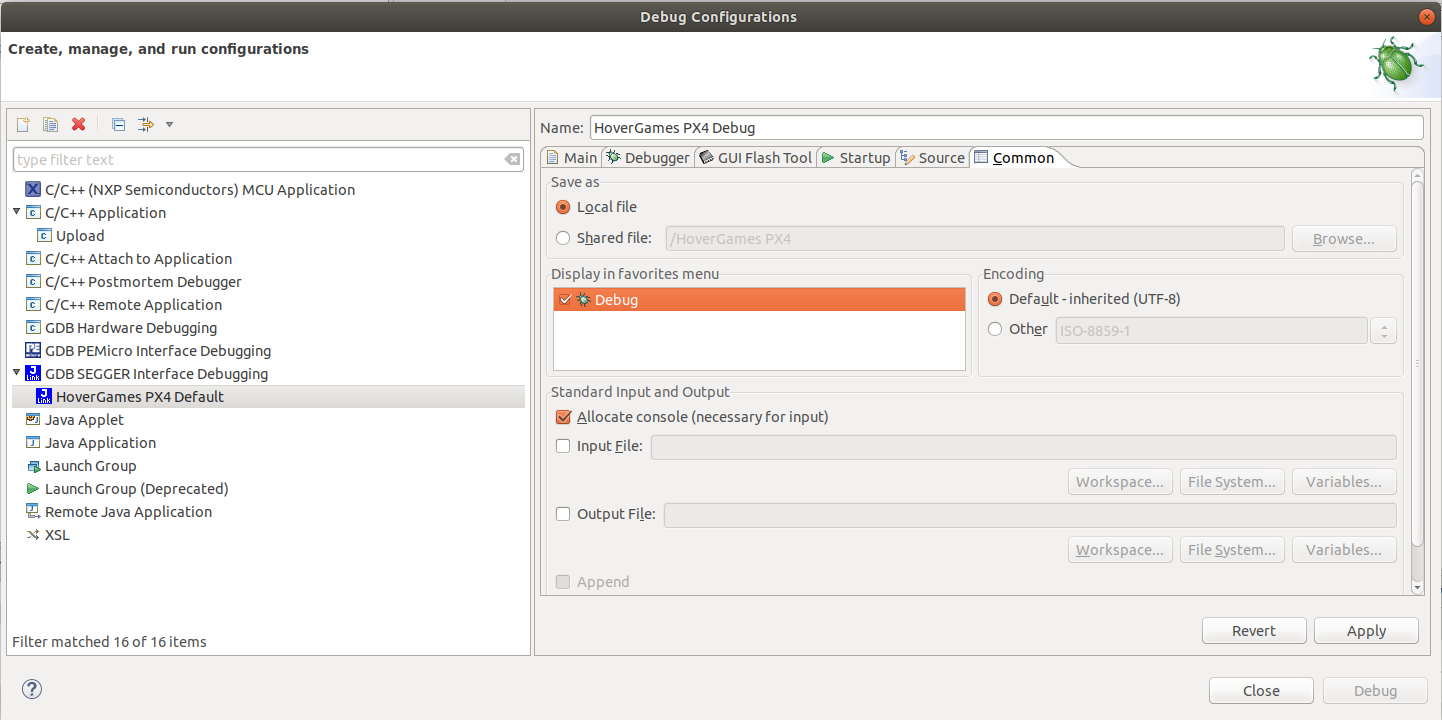 Debug Configurations
Create, manage, and run configurations
type filter text
C/C++ (NXP Semiconductors) MCU Application
C/C++ Application
Upload
C/C++ Attach to Application
C/C++ Postmortem Debugger
C/C++ Remote Application
GDB Hardware Debugging
GDB PEMicro Interface Debugging
GDB SEGGER Interface Debugging
HoverGames PX4 Default
Java Applet
Java Application
Launch Group
Launch Group (Deprecated)
Remote Java Application
XSL
Filter matched 16 of 16 items
Name: HoverGames PX4 Debug
Main Debugger GUI Flash Tool Startup Source Common
Save as
Local file
Shared file: /HoverGames PX4 Browse...
Display in favorites menu
Debug
Encoding
Default - inherited (UTF-8)
Other ISO-8859-1
Standard Input and Output
Allocate console (necessary for input)
Input File:
Workspace... File System... Variables...
Output File:
Workspace... File System... Variables...
Append
Revert Apply
Close Debug